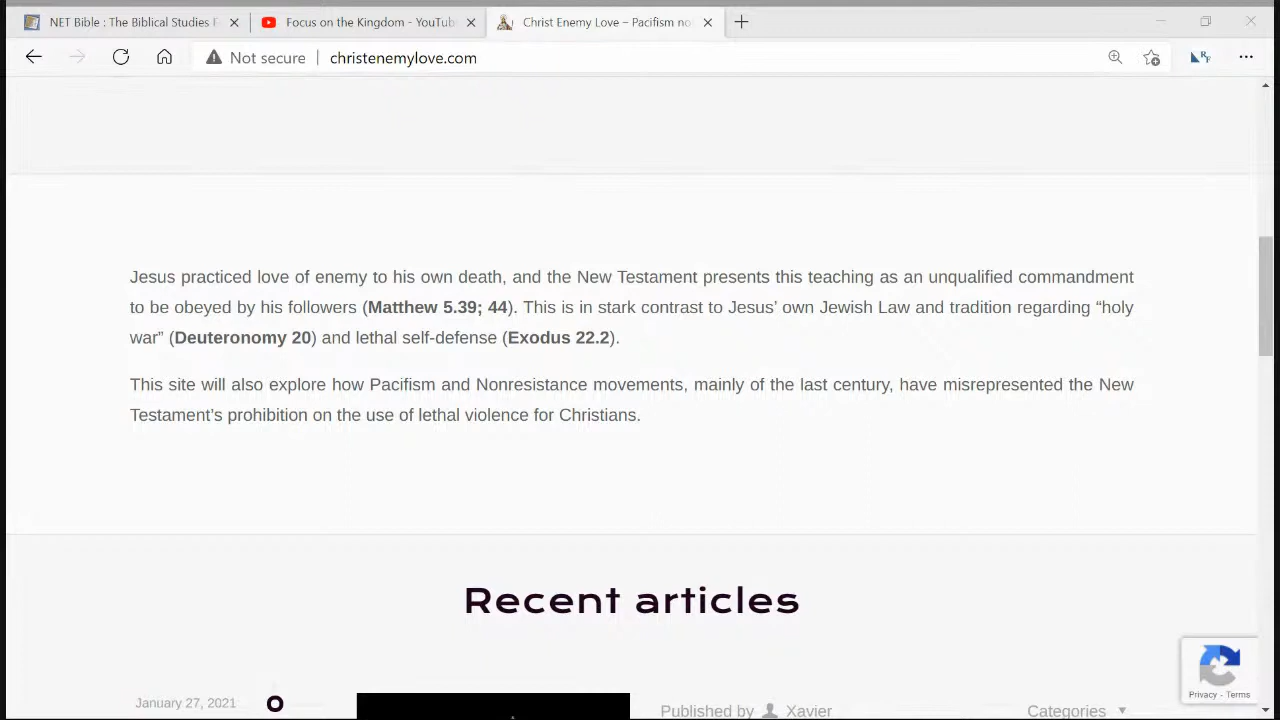 NET Bible : The Biblical Studies
Focus on the Kingdom - YouTube
Christ Enemy Love – Pacifism no
Not secure | christenemylove.com
Jesus practiced love of enemy to his own death, and the New Testament presents this teaching as an unqualified commandment
to be obeyed by his followers (Matthew 5.39; 44). This is in stark contrast to Jesus’ own Jewish Law and tradition regarding “holy
war” (Deuteronomy 20) and lethal self-defense (Exodus 22.2).
This site will also explore how Pacifism and Nonresistance movements, mainly of the last century, have misrepresented the New
Testament’s prohibition on the use of lethal violence for Christians.
Recent articles
January 27, 2021
Published by Xavier
Categories
Privacy - Terms